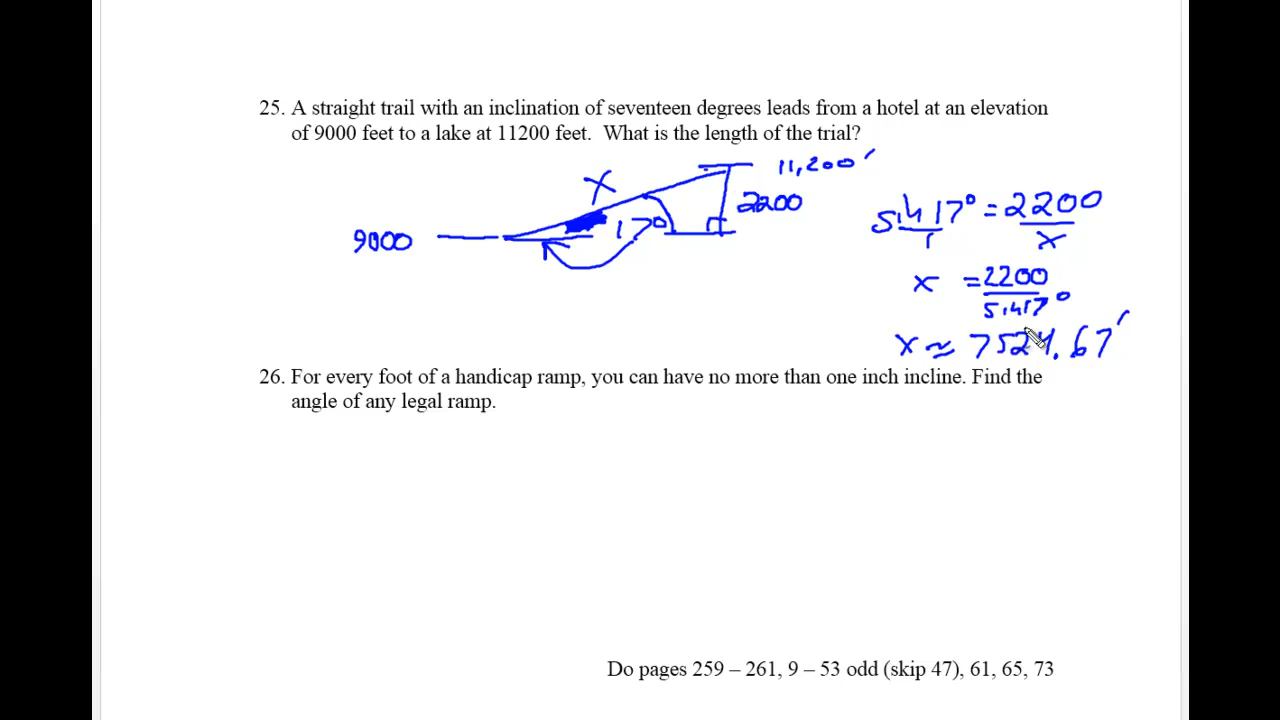 25. A straight trail with an inclination of seventeen degrees leads from a hotel at an elevation
of 9000 feet to a lake at 11200 feet.  What is the length of the trial?
11,200'
X
2200
17°
9000
sin 17° = 2200
1 x
x = 2200
sin 17°
x ≈ 7524.67'
26. For every foot of a handicap ramp, you can have no more than one inch incline. Find the
angle of any legal ramp.
Do pages 259 – 261, 9 – 53 odd (skip 47), 61, 65, 73